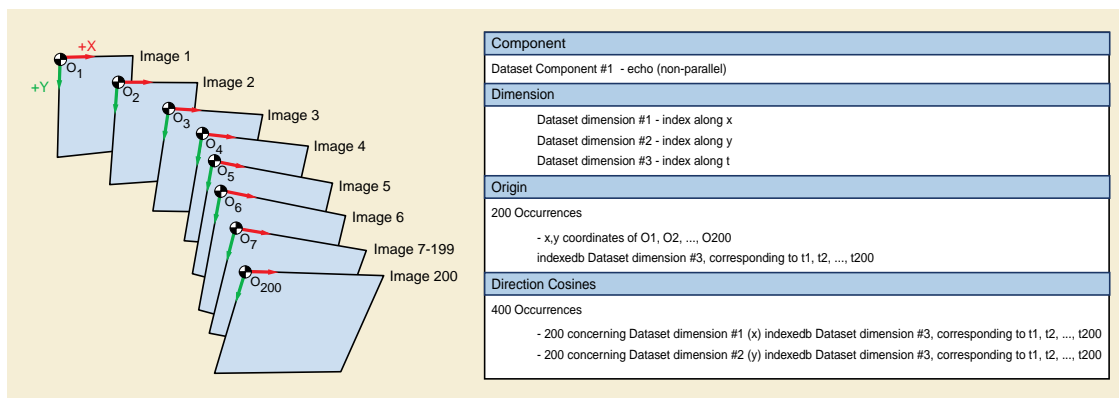 +X
Image 1
O1
+Y
Image 2
O2
Image 3
O3
Image 4
O4
Image 5
O5
Image 6
O6
Image 7-199
O7
Image 200
O200
Component
Dataset Component #1 - echo (non-parallel)
Dimension
Dataset dimension #1 - index along x
Dataset dimension #2 - index along y
Dataset dimension #3 - index along t
Origin
200 Occurrences
- x,y coordinates of O1, O2, ..., O200
indexedb Dataset dimension #3, corresponding to t1, t2, ..., t200
Direction Cosines
400 Occurrences
- 200 concerning Dataset dimension #1 (x) indexedb Dataset dimension #3, corresponding to t1, t2, ..., t200
- 200 concerning Dataset dimension #2 (y) indexedb Dataset dimension #3, corresponding to t1, t2, ..., t200